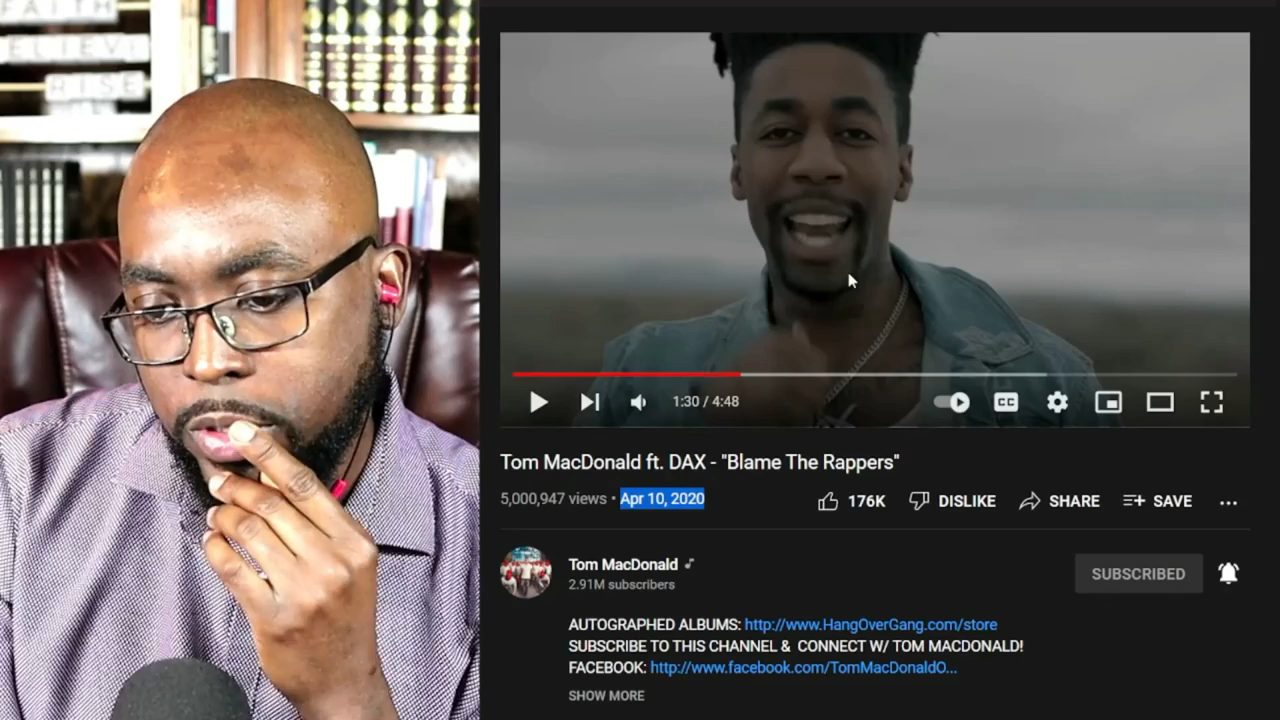 FAITH
ELIEVE
RISE
1:30 / 4:48
CC
Tom MacDonald ft. DAX - "Blame The Rappers"
5,000,947 views • Apr 10, 2020
176K
DISLIKE
SHARE
SAVE
Tom MacDonald
2.91M subscribers
SUBSCRIBED
AUTOGRAPHED ALBUMS: http://www.HangOverGang.com/store
SUBSCRIBE TO THIS CHANNEL & CONNECT W/ TOM MACDONALD!
FACEBOOK: http://www.facebook.com/TomMacDonaldO...
SHOW MORE